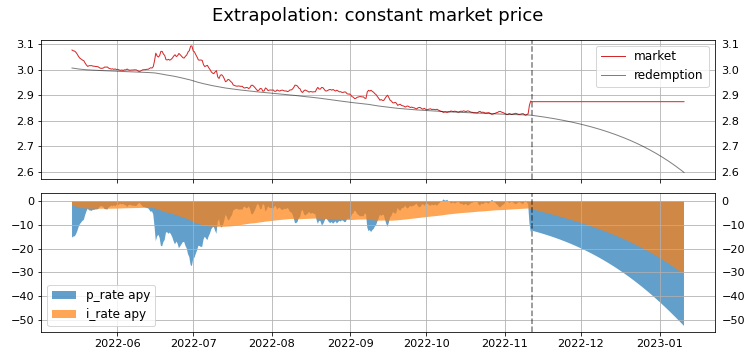 Extrapolation: constant market price
3.1 3.1
3.0 3.0
2.9 2.9
2.8 2.8
2.7 2.7
2.6 2.6
market
redemption
0 0
−10 −10
−20 −20
−30 −30
−40 −40
−50 −50
p_rate apy
i_rate apy
2022-06 2022-07 2022-08 2022-09 2022-10 2022-11 2022-12 2023-01